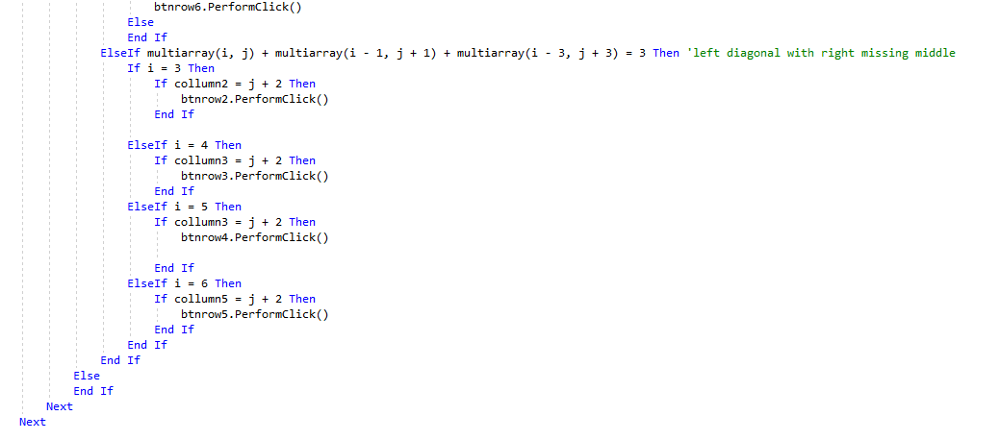 btnrow6.PerformClick()
Else
End If
ElseIf multiarray(i, j) + multiarray(i - 1, j + 1) + multiarray(i - 3, j + 3) = 3 Then 'left diagonal with right missing middle
If i = 3 Then
If collumn2 = j + 2 Then
btnrow2.PerformClick()
End If
ElseIf i = 4 Then
If collumn3 = j + 2 Then
btnrow3.PerformClick()
End If
ElseIf i = 5 Then
If collumn3 = j + 2 Then
btnrow4.PerformClick()
End If
ElseIf i = 6 Then
If collumn5 = j + 2 Then
btnrow5.PerformClick()
End If
End If
End If
Else
End If
Next
Next